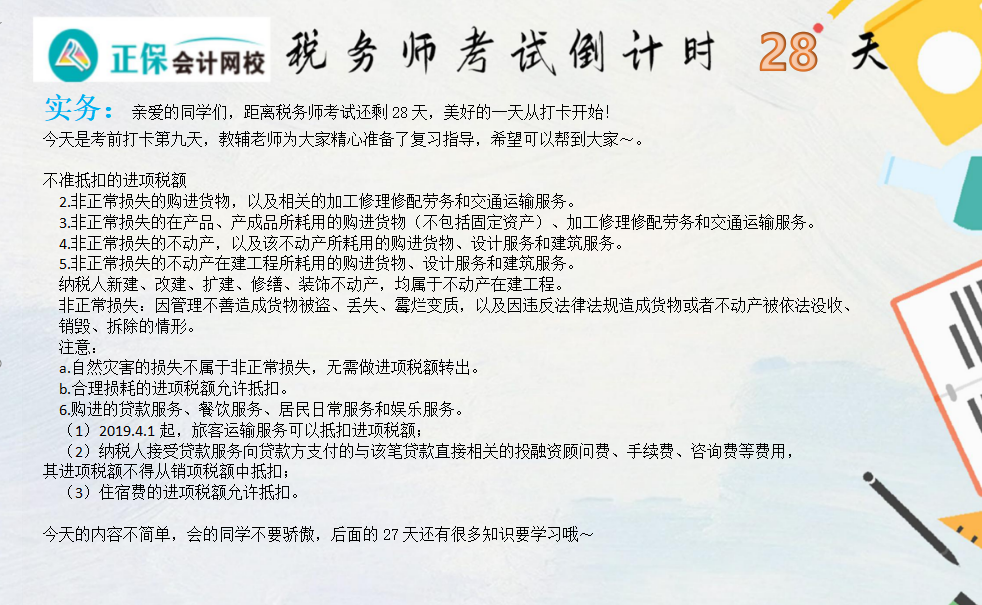 正保会计网校 税务师考试倒计时 28 天
实务：亲爱的同学们，距离税务师考试还剩28天，美好的一天从打卡开始！
今天是考前打卡第九天，教辅老师为大家精心准备了复习指导，希望可以帮到大家～。
不准抵扣的进项税额
2.非正常损失的购进货物，以及相关的加工修理修配劳务和交通运输服务。
3.非正常损失的在产品、产成品所耗用的购进货物（不包括固定资产）、加工修理修配劳务和交通运输服务。
4.非正常损失的不动产，以及该不动产所耗用的购进货物、设计服务和建筑服务。
5.非正常损失的不动产在建工程所耗用的购进货物、设计服务和建筑服务。
纳税人新建、改建、扩建、修缮、装饰不动产，均属于不动产在建工程。
非正常损失：因管理不善造成货物被盗、丢失、霉烂变质，以及因违反法律法规造成货物或者不动产被依法没收、
销毁、拆除的情形。
注意：
a.自然灾害的损失不属于非正常损失，无需做进项税额转出。
b.合理损耗的进项税额允许抵扣。
6.购进的贷款服务、餐饮服务、居民日常服务和娱乐服务。
（1）2019.4.1起，旅客运输服务可以抵扣进项税额；
（2）纳税人接受贷款服务向贷款方支付的与该笔贷款直接相关的投融资顾问费、手续费、咨询费等费用，
其进项税额不得从销项税额中抵扣；
（3）住宿费的进项税额允许抵扣。
今天的内容不简单，会的同学不要骄傲，后面的27天还有很多知识要学习哦～